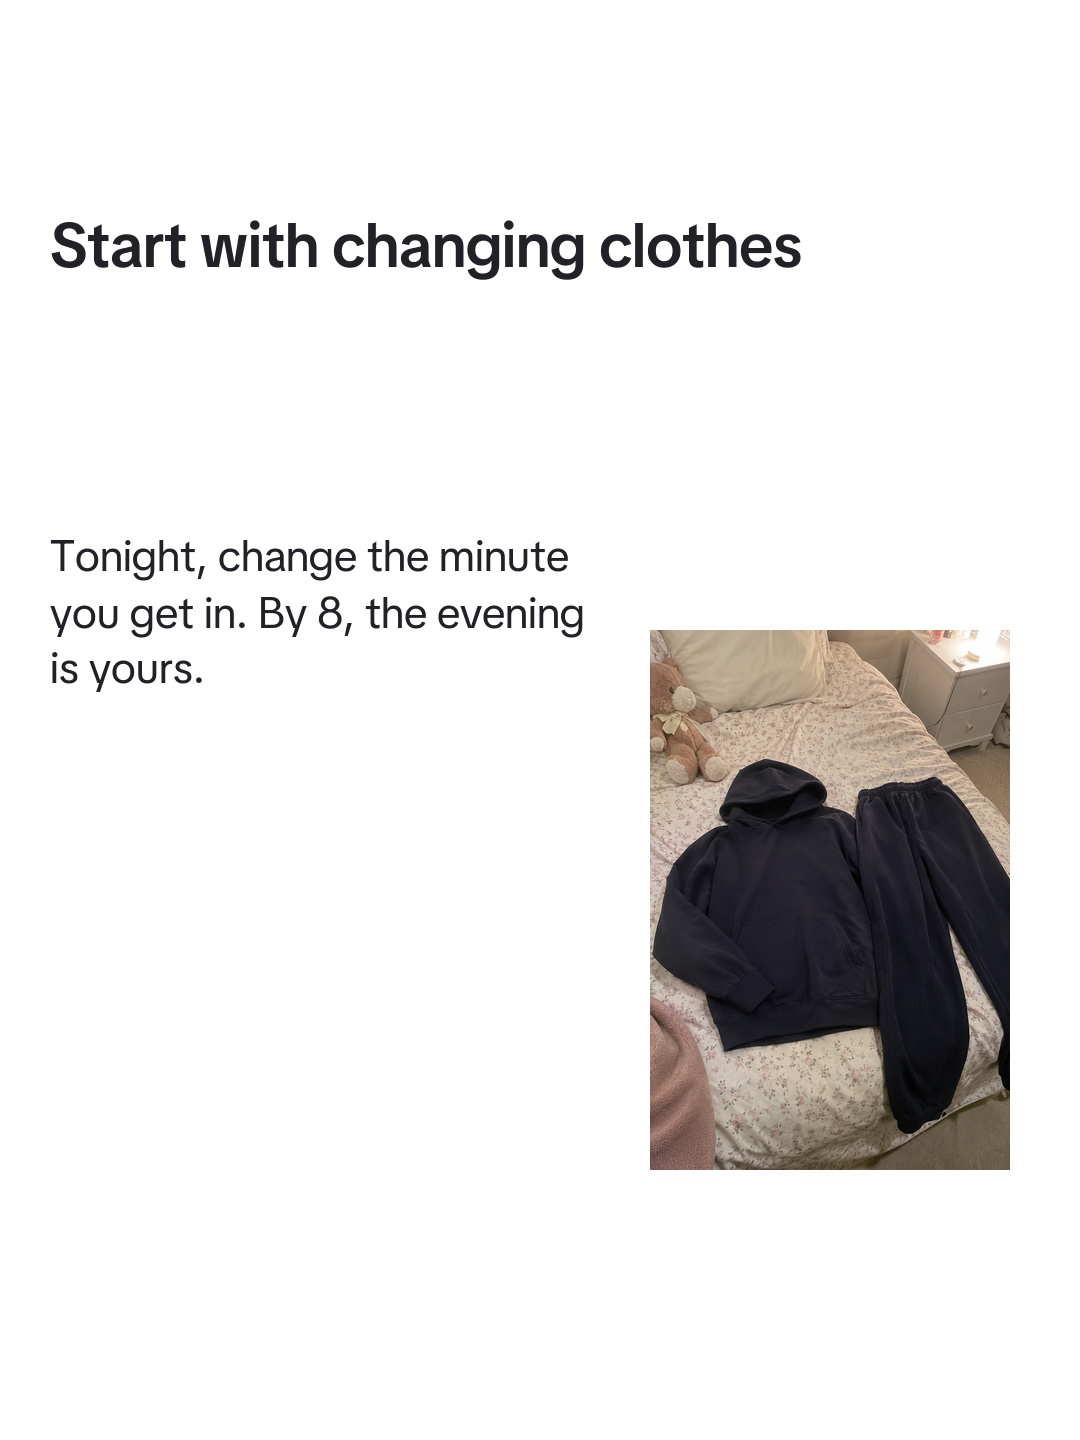 Start with changing clothes
Tonight, change the minute
you get in. By 8, the evening
is yours.